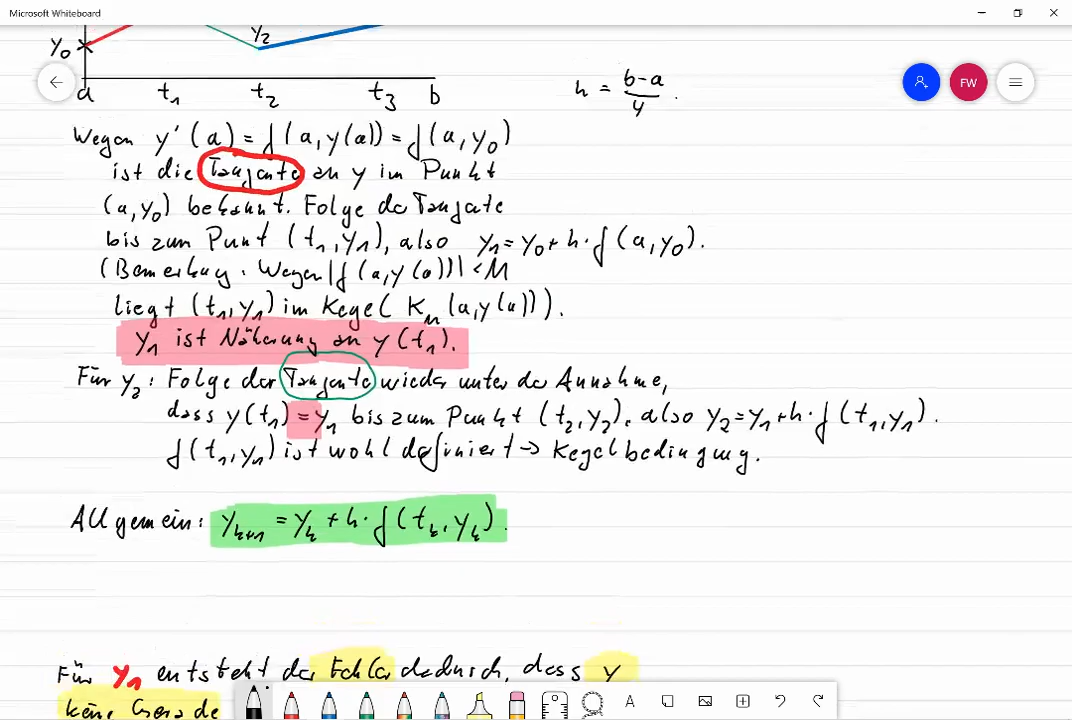 Microsoft Whiteboard
y₀
y₂
a t₁ t₂ t₃ b
h = (b-a)/4.
FW
Wegen y'(a) = f(a, y(a)) = f(a, y₀)
ist die Tangente an y im Punkt
(a, y₀) bekannt. Folge der Tangente
bis zum Punkt (t₁, y₁), also y₁ = y₀ + h · f(a, y₀).
(Bemerkung: Wegen |f(a, y(a))| < M
liegt (t₁, y₁) im Kegel K_M (a, y(a)).
y₁ ist Näherung an y(t₁).
Für y₂: Folge der Tangente wieder unter der Annahme,
dass y(t₁) = y₁ bis zum Punkt (t₂, y₂), also y₂ = y₁ + h · f(t₁, y₁).
f(t₁, y₁) ist wohldefiniert → Kegelbedingung.
Allgemein: y_{k+1} = y_k + h · f(t_k, y_k).
Für y₁ entsteht der Fehler dadurch, dass y
keine Gerade